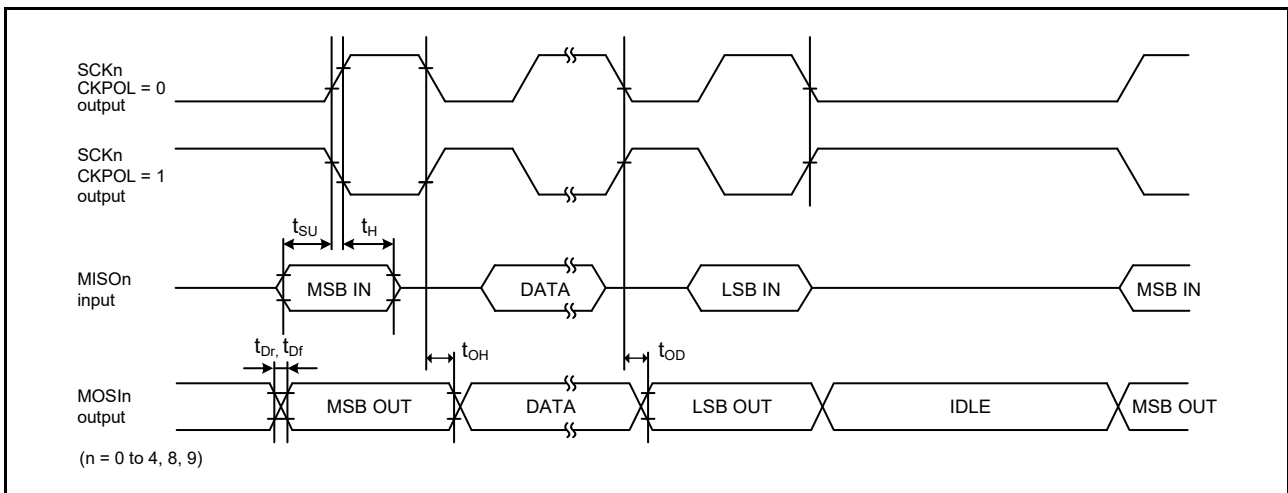 SCKn
CKPOL = 0
output
SCKn
CKPOL = 1
output
tSU
tH
MISOn
input
MSB IN
DATA
LSB IN
MSB IN
tDr, tDf
tOH
tOD
MOSIn
output
MSB OUT
DATA
LSB OUT
IDLE
MSB OUT
(n = 0 to 4, 8, 9)